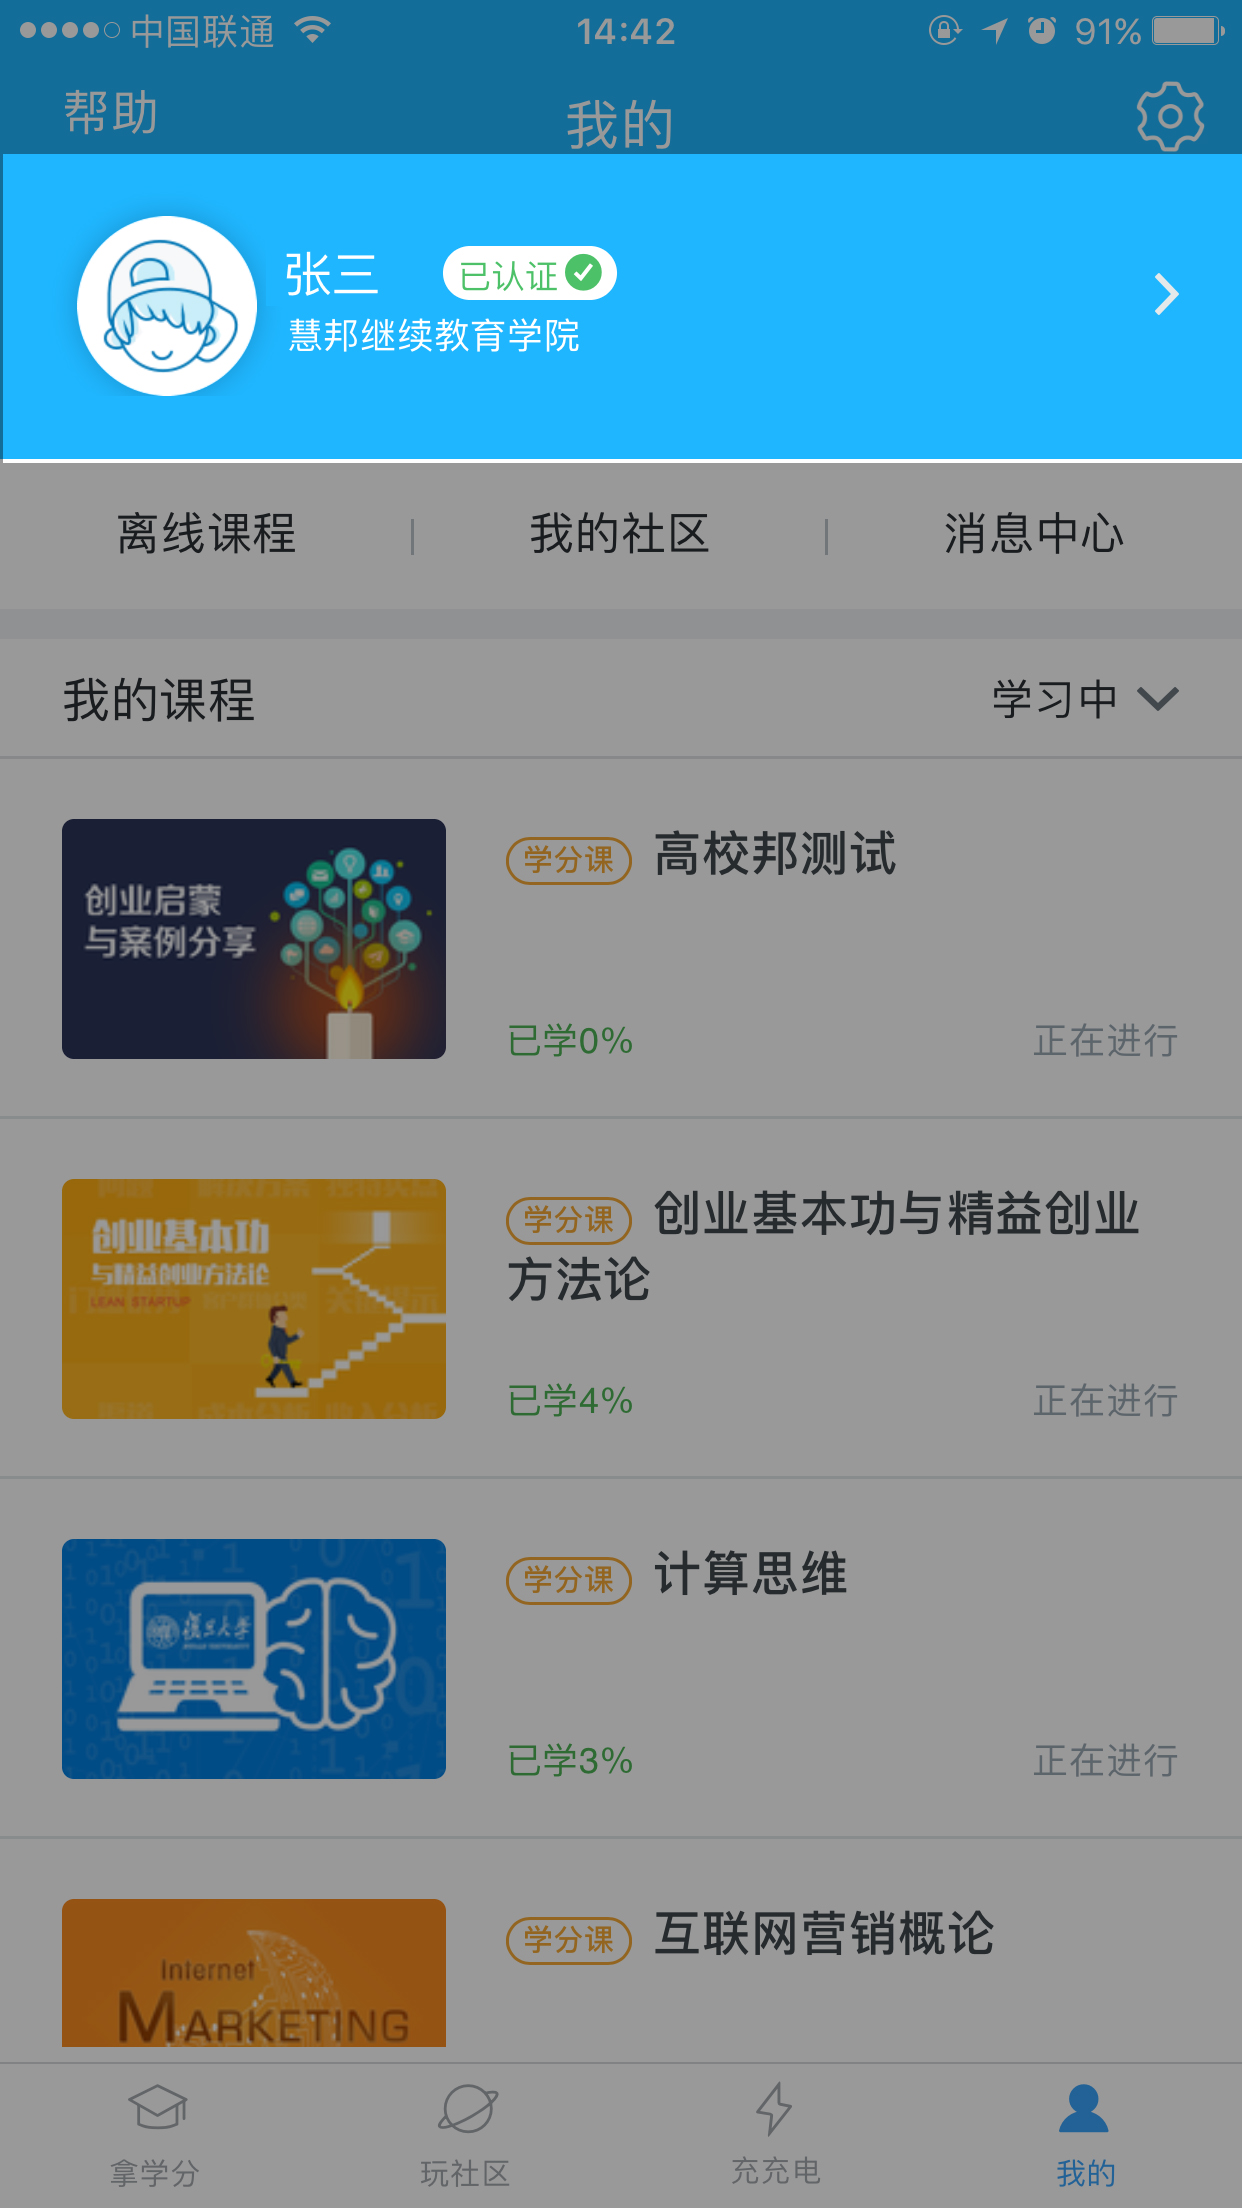 中国联通 14:42 91%
帮助 我的
张三 已认证
慧邦继续教育学院
离线课程 我的社区 消息中心
我的课程 学习中
创业启蒙
与案例分享
学分课 高校邦测试
已学0% 正在进行
创业基本功
与精益创业方法论
LEAN STARTUP
学分课 创业基本功与精益创业
方法论
已学4% 正在进行
復旦大学
学分课 计算思维
已学3% 正在进行
Internet
MARKETING
学分课 互联网营销概论
拿学分 玩社区 充充电 我的